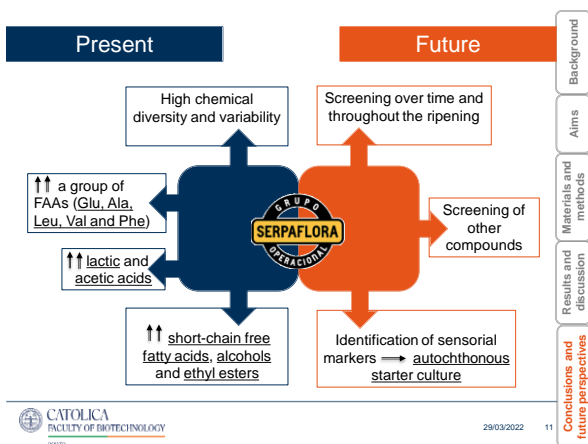 Present
Future
High chemical
diversity and variability
Screening over time and
throughout the ripening
↑↑ a group of
FAAs (Glu, Ala,
Leu, Val and Phe)
GRUPO
SERPAFLORA
OPERACIONAL
Screening of
other
compounds
↑↑ lactic and
acetic acids
↑↑ short-chain free
fatty acids, alcohols
and ethyl esters
Identification of sensorial
markers ⟹ autochthonous
starter culture
Background
Aims
Materials and
methods
Results and
discussion
Conclusions and
future perspectives
CATOLICA
FACULTY OF BIOTECHNOLOGY
PORTO
29/03/2022
11